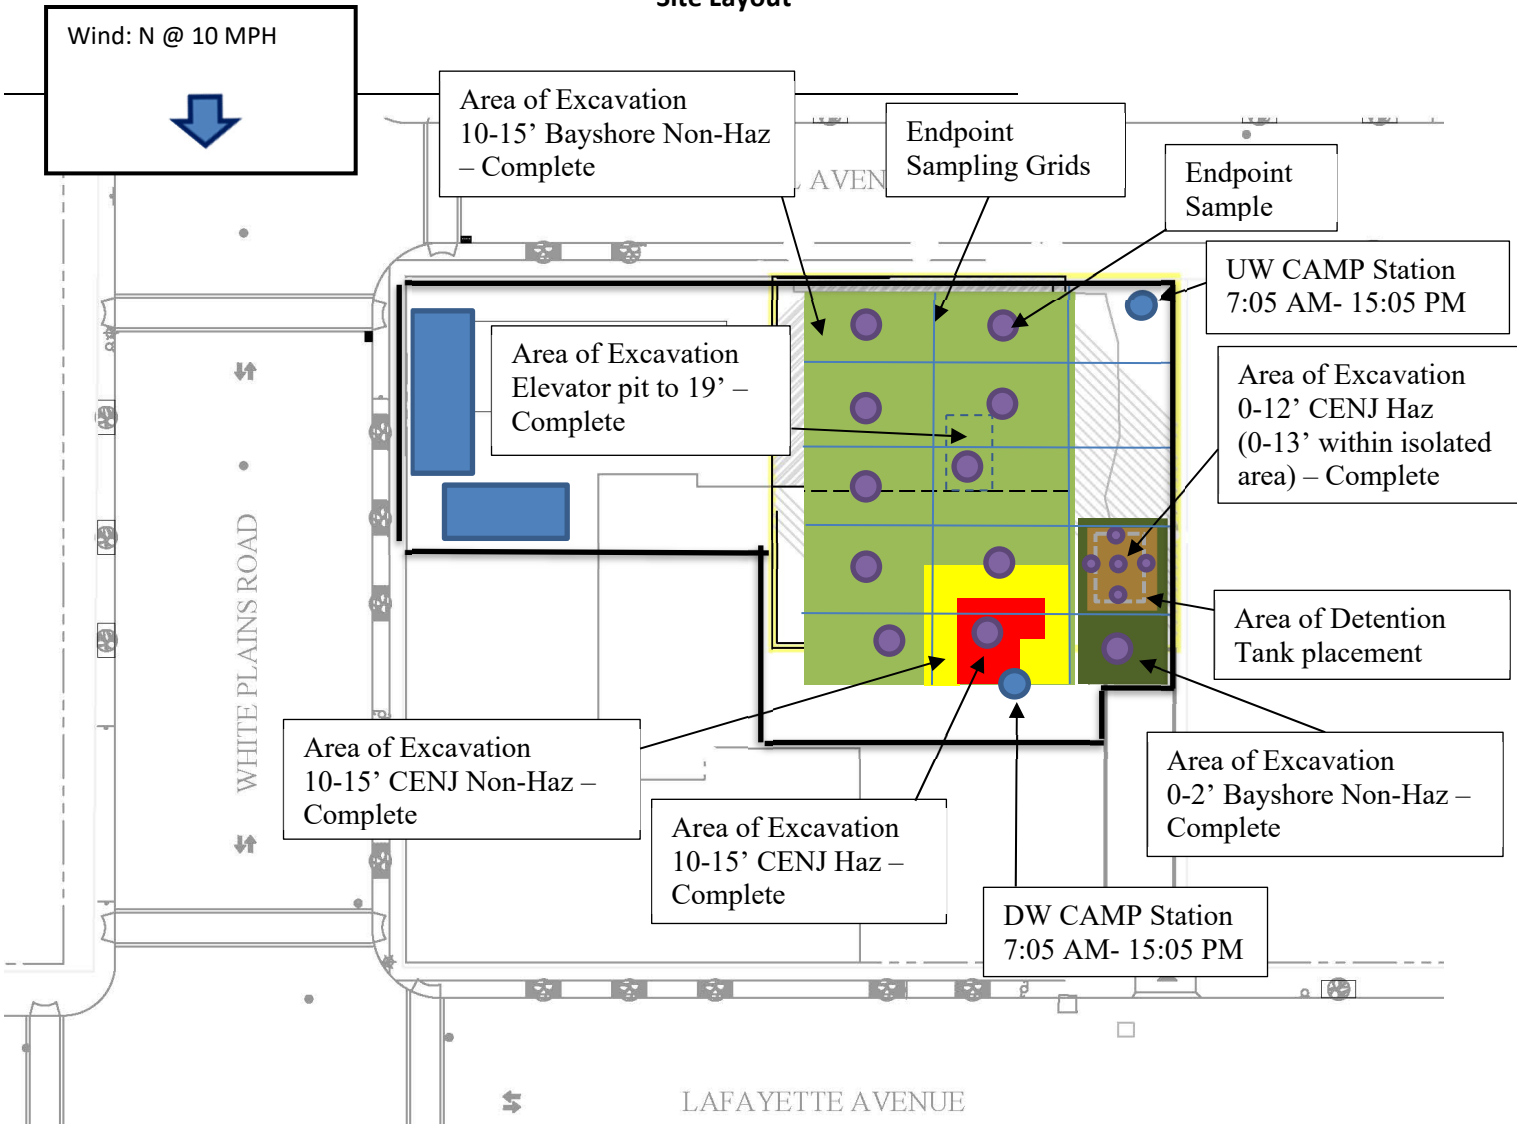 Site Layout
Wind: N @ 10 MPH
Area of Excavation
10-15’ Bayshore Non-Haz
– Complete
Endpoint
Sampling Grids
Endpoint
Sample
UW CAMP Station
7:05 AM- 15:05 PM
Area of Excavation
Elevator pit to 19’ –
Complete
Area of Excavation
0-12’ CENJ Haz
(0-13’ within isolated
area) – Complete
Area of Detention
Tank placement
WHITE PLAINS ROAD
Area of Excavation
10-15’ CENJ Non-Haz –
Complete
Area of Excavation
10-15’ CENJ Haz –
Complete
Area of Excavation
0-2’ Bayshore Non-Haz –
Complete
DW CAMP Station
7:05 AM- 15:05 PM
LAFAYETTE AVENUE